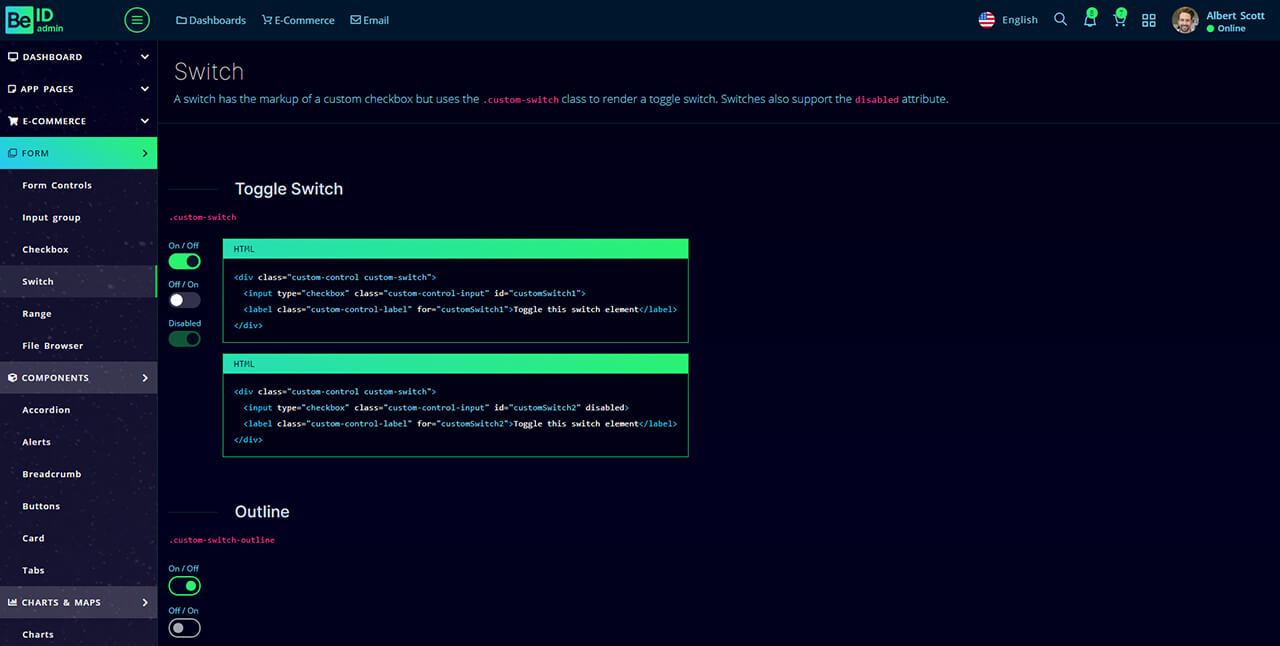 BeID admin
Dashboards E-Commerce Email
English
Albert Scott
Online
DASHBOARD
APP PAGES
E-COMMERCE
FORM
Form Controls
Input group
Checkbox
Switch
Range
File Browser
COMPONENTS
Accordion
Alerts
Breadcrumb
Buttons
Card
Tabs
CHARTS & MAPS
Charts
Switch
A switch has the markup of a custom checkbox but uses the .custom-switch class to render a toggle switch. Switches also support the disabled attribute.
Toggle Switch
.custom-switch
On / Off
Off / On
Disabled
HTML
<div class="custom-control custom-switch">
<input type="checkbox" class="custom-control-input" id="customSwitch1">
<label class="custom-control-label" for="customSwitch1">Toggle this switch element</label>
</div>
HTML
<div class="custom-control custom-switch">
<input type="checkbox" class="custom-control-input" id="customSwitch2" disabled>
<label class="custom-control-label" for="customSwitch2">Toggle this switch element</label>
</div>
Outline
.custom-switch-outline
On / Off
Off / On